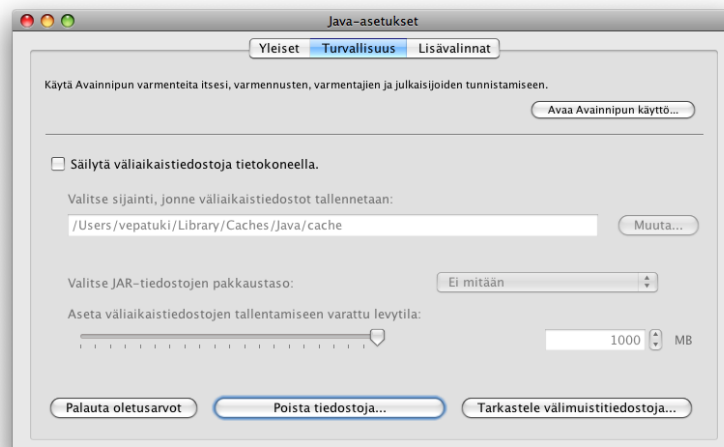 Java-asetukset
Yleiset Turvallisuus Lisävalinnat
Käytä Avainnipun varmenteita itsesi, varmennusten, varmentajien ja julkaisijoiden tunnistamiseen.
Avaa Avainnipun käyttö...
Säilytä väliaikaistiedostoja tietokoneella.
Valitse sijainti, jonne väliaikaistiedostot tallennetaan:
/Users/vepatuki/Library/Caches/Java/cache Muuta...
Valitse JAR-tiedostojen pakkaustaso: Ei mitään
Aseta väliaikaistiedostojen tallentamiseen varattu levytila:
1000 MB
Palauta oletusarvot Poista tiedostoja... Tarkastele välimuistitiedostoja...